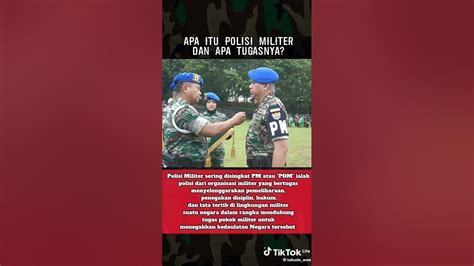 APA ITU POLISI MILITER
DAN APA TUGASNYA?
PM
Polisi Militer sering disingkat PM atau "POM" ialah
polisi dari organisasi militer yang bertugas
menyelenggarakan pemeliharaan,
penegakan disiplin, hukum,
dan tata tertib di lingkungan militer
suatu negara dalam rangka mendukung
tugas pokok militer untuk
menegakkan kedaulatan Negara tersebut
TikTok Lite